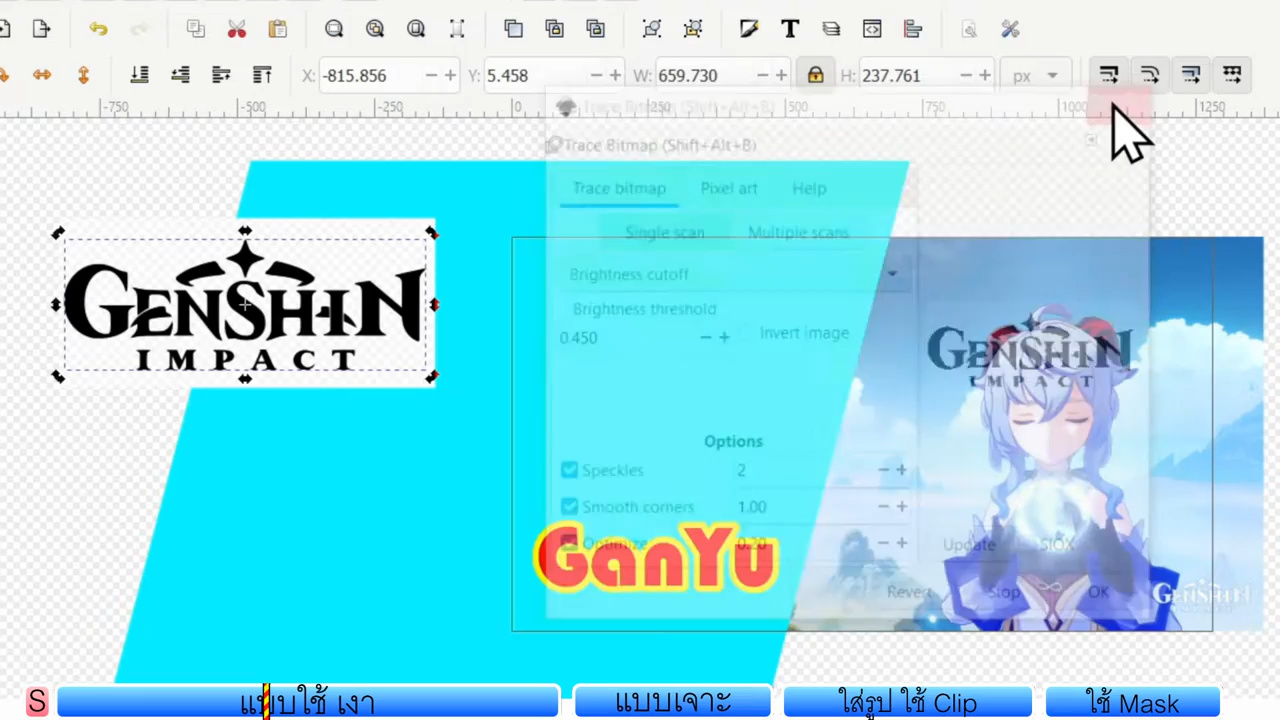 X: -815.856 Y: 5.458 W: 659.730 H: 237.761 px
-750 -500 -250 0 250 500 750 1000 1250
Trace Bitmap (Shift+Alt+B)
Trace Bitmap (Shift+Alt+B)
Trace bitmap Pixel art Help
Single scan Multiple scans
Brightness cutoff
Brightness threshold
0.450 Invert image
GENSHIN
IMPACT
GENSHIN
IMPACT
Options
Speckles 2
Smooth corners 1.00
Optimize 0.20
Update SIOX
Revert Stop OK
GanYu
GENSHIN
S แบบใช้ เงา แบบเจาะ ใส่รูป ใช้ Clip ใช้ Mask